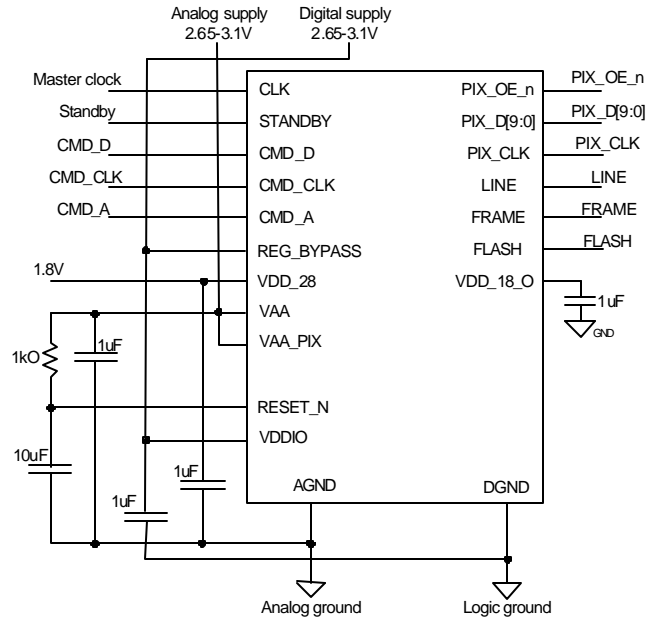 Analog supply
2.65-3.1V
Digital supply
2.65-3.1V
Master clock
CLK
PIX_OE_n
PIX_OE_n
Standby
STANDBY
PIX_D[9:0]
PIX_D[9:0]
CMD_D
CMD_D
PIX_CLK
PIX_CLK
CMD_CLK
CMD_CLK
LINE
LINE
CMD_A
CMD_A
FRAME
FRAME
REG_BYPASS
FLASH
FLASH
1.8V
VDD_28
VDD_18_O
1uF
GND
VAA
1kO
1uF
VAA_PIX
RESET_N
VDDIO
10uF
1uF
1uF
AGND
DGND
Analog ground
Logic ground